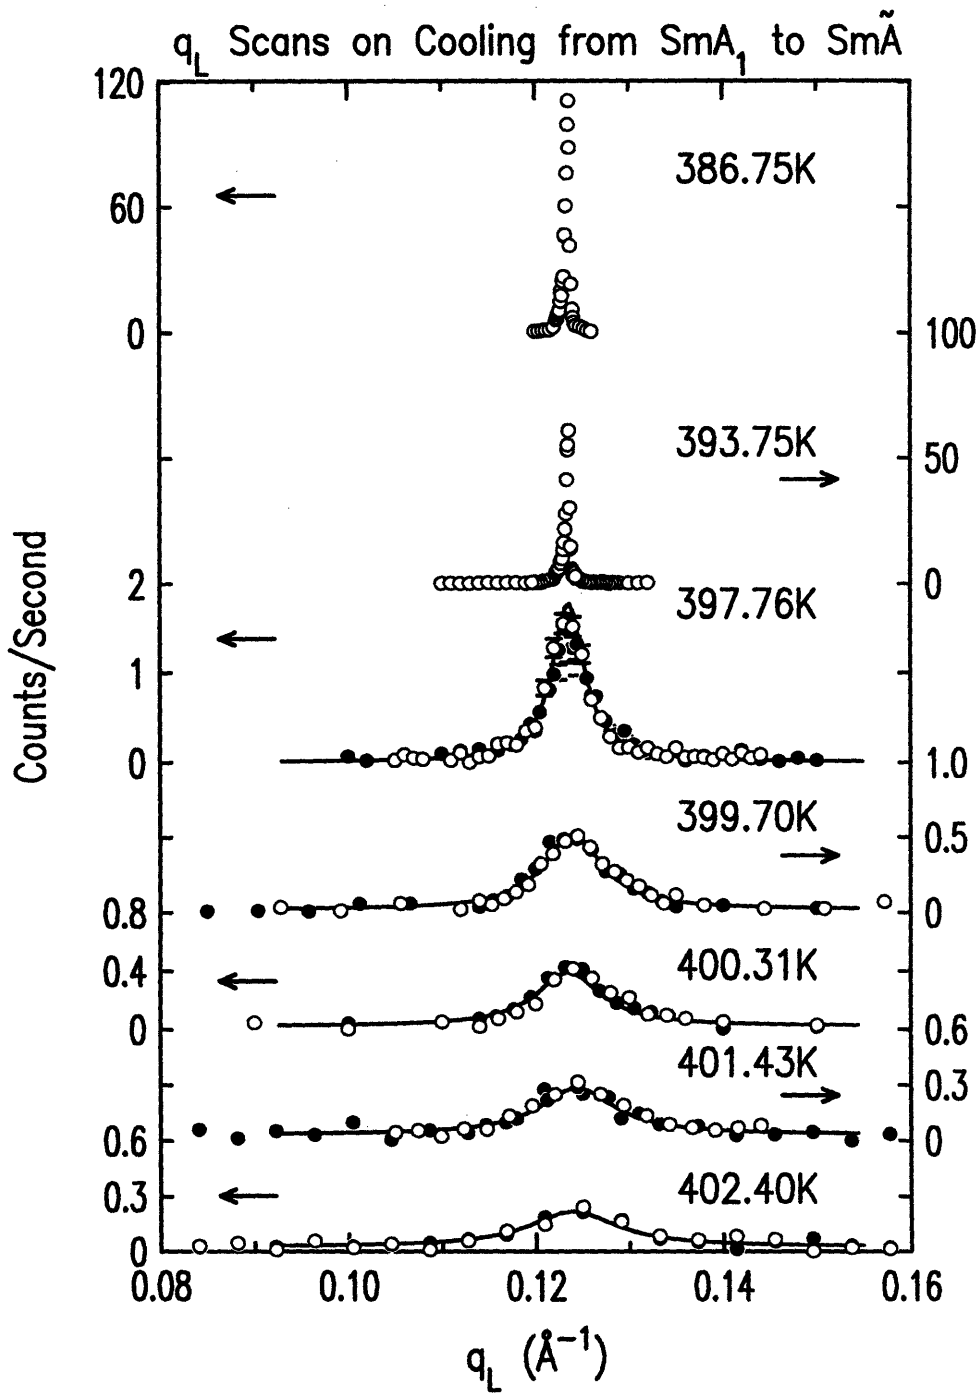 q_L Scans on Cooling from SmA_1 to SmÃ
120
386.75K
60
0
100
393.75K
50
2
0
397.76K
1
0
1.0
399.70K
0.5
0.8
0
400.31K
0.4
0
0.6
401.43K
0.3
0.6
0
402.40K
0.3
0
0.08
0.10
0.12
0.14
0.16
Counts/Second
q_L (Å⁻¹)